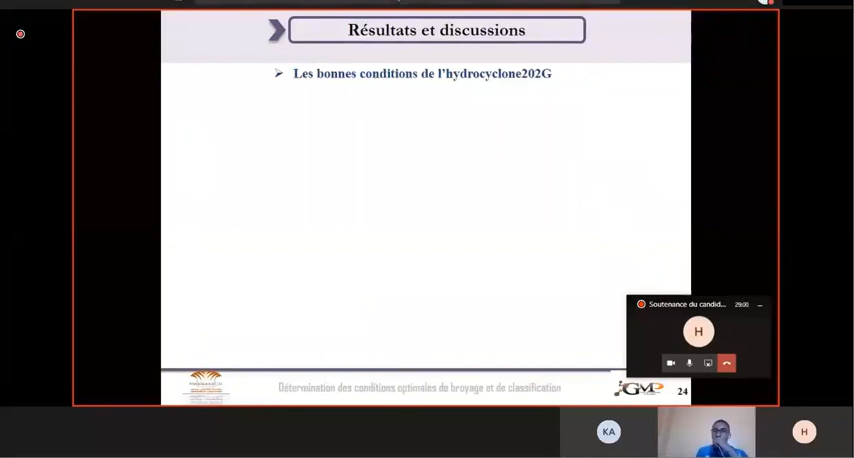 Résultats et discussions
➢ Les bonnes conditions de l'hydrocyclone202G
Soutenance du candid... 29:00
H
Détermination des conditions optimales de broyage et de classification
GMP
24
KA
H